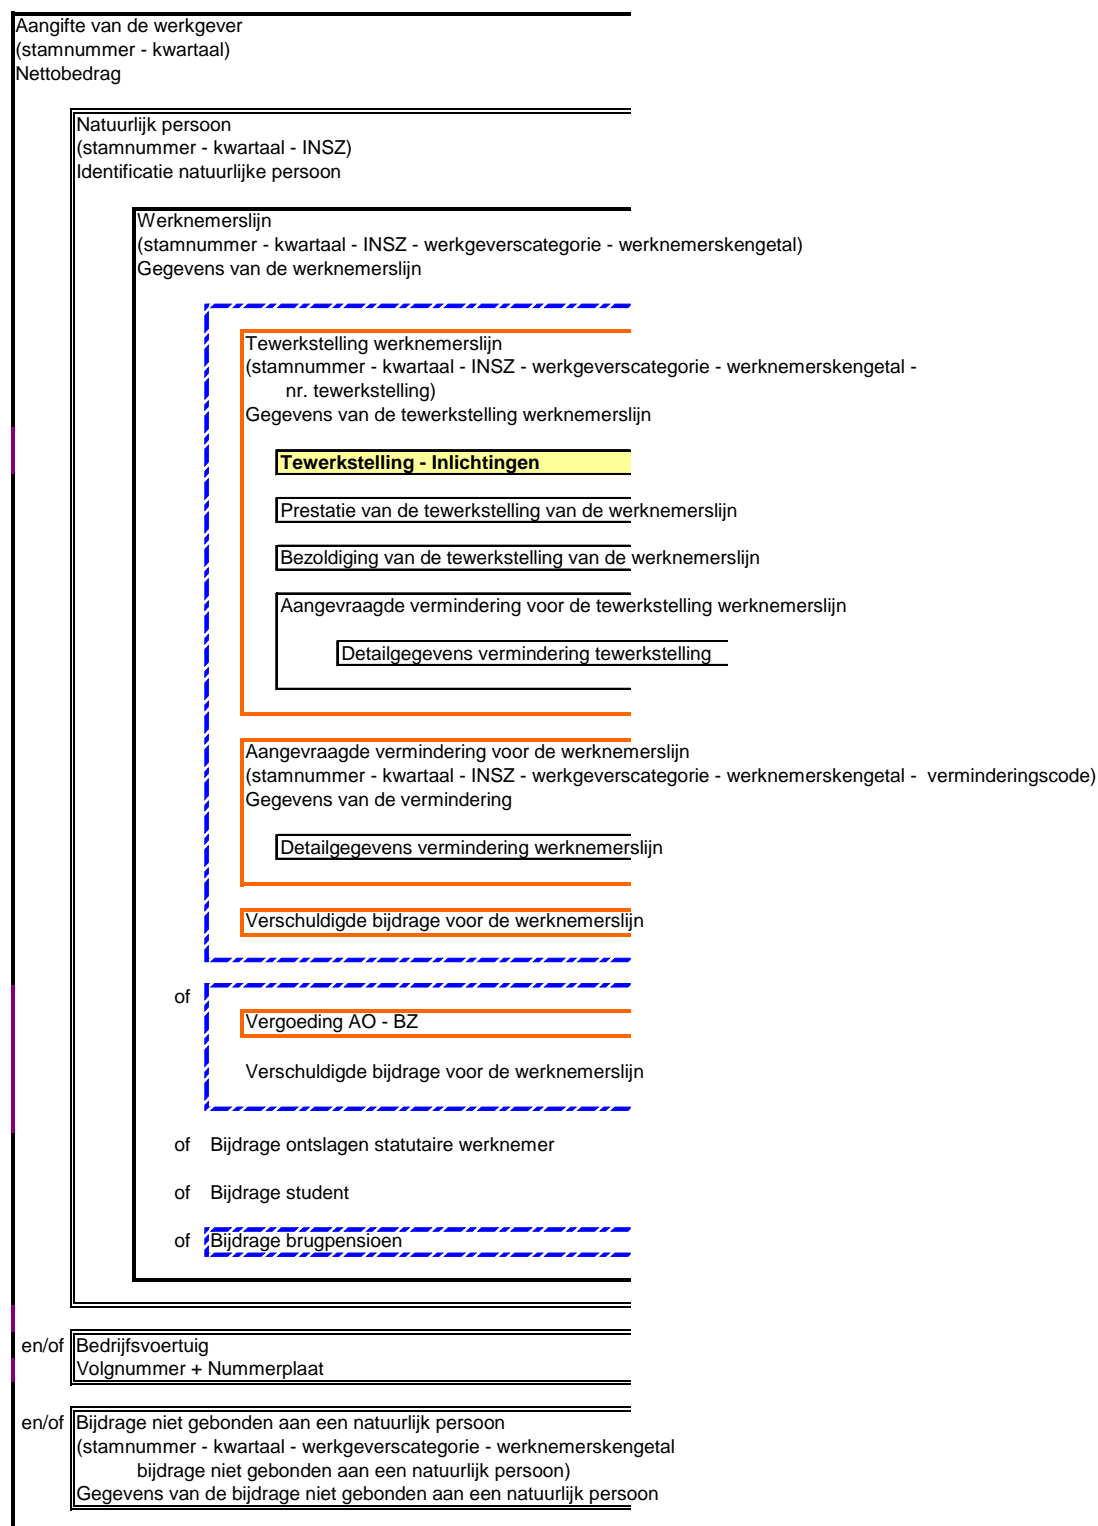 Aangifte van de werkgever
(stamnummer - kwartaal)
Nettobedrag
Natuurlijk persoon
(stamnummer - kwartaal - INSZ)
Identificatie natuurlijke persoon
Werknemerslijn
(stamnummer - kwartaal - INSZ - werkgeverscategorie - werknemerskengetal)
Gegevens van de werknemerslijn
Tewerkstelling werknemerslijn
(stamnummer - kwartaal - INSZ - werkgeverscategorie - werknemerskengetal -
nr. tewerkstelling)
Gegevens van de tewerkstelling werknemerslijn
Tewerkstelling - Inlichtingen
Prestatie van de tewerkstelling van de werknemerslijn
Bezoldiging van de tewerkstelling van de werknemerslijn
Aangevraagde vermindering voor de tewerkstelling werknemerslijn
Detailgegevens vermindering tewerkstelling
Aangevraagde vermindering voor de werknemerslijn
(stamnummer - kwartaal - INSZ - werkgeverscategorie - werknemerskengetal - verminderingscode)
Gegevens van de vermindering
Detailgegevens vermindering werknemerslijn
Verschuldigde bijdrage voor de werknemerslijn
of
Vergoeding AO - BZ
Verschuldigde bijdrage voor de werknemerslijn
of Bijdrage ontslagen statutaire werknemer
of Bijdrage student
of Bijdrage brugpensioen
en/of Bedrijfsvoertuig
Volgnummer + Nummerplaat
en/of Bijdrage niet gebonden aan een natuurlijk persoon
(stamnummer - kwartaal - werkgeverscategorie - werknemerskengetal
bijdrage niet gebonden aan een natuurlijk persoon)
Gegevens van de bijdrage niet gebonden aan een natuurlijk persoon